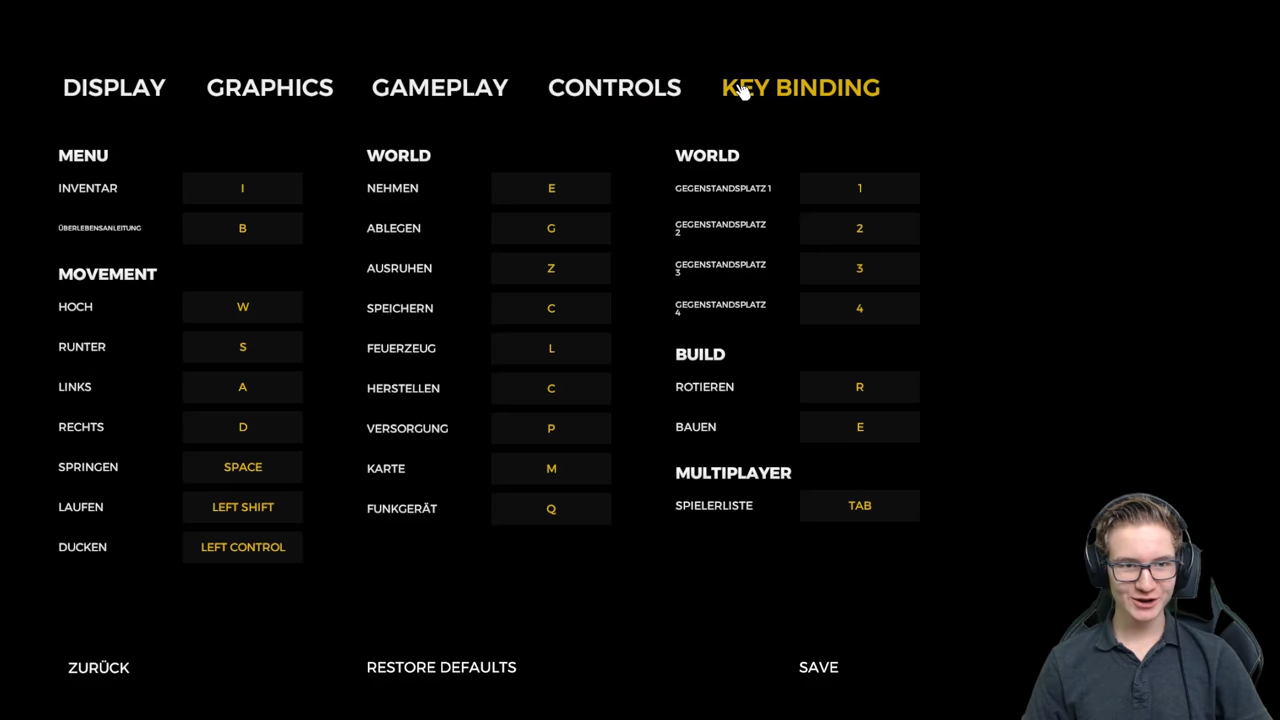 DISPLAY GRAPHICS GAMEPLAY CONTROLS KEY BINDING
MENU
INVENTAR I
ÜBERLEBENSANLEITUNG B
MOVEMENT
HOCH W
RUNTER S
LINKS A
RECHTS D
SPRINGEN SPACE
LAUFEN LEFT SHIFT
DUCKEN LEFT CONTROL
WORLD
NEHMEN E
ABLEGEN G
AUSRUHEN Z
SPEICHERN C
FEUERZEUG L
HERSTELLEN C
VERSORGUNG P
KARTE M
FUNKGERÄT Q
WORLD
GEGENSTANDSPLATZ 1 1
GEGENSTANDSPLATZ 2
2
GEGENSTANDSPLATZ 3
3
GEGENSTANDSPLATZ 4
4
BUILD
ROTIEREN R
BAUEN E
MULTIPLAYER
SPIELERLISTE TAB
ZURÜCK RESTORE DEFAULTS SAVE